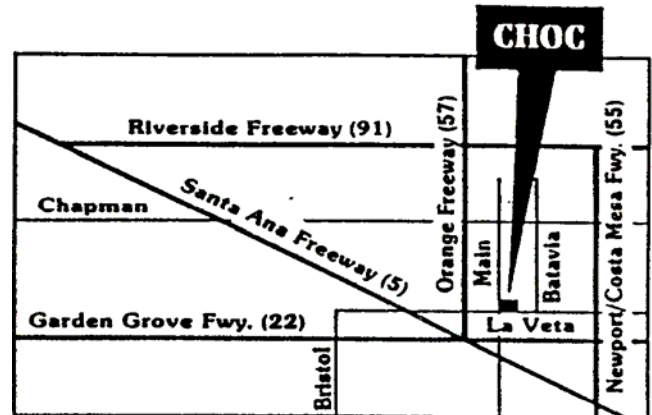 CHOC
Riverside Freeway (91)
Orange Freeway (57)
Newport/Costa Mesa Fwy. (55)
Santa Ana Freeway (5)
Chapman
Main
Batavia
Garden Grove Fwy. (22)
La Veta
Bristol